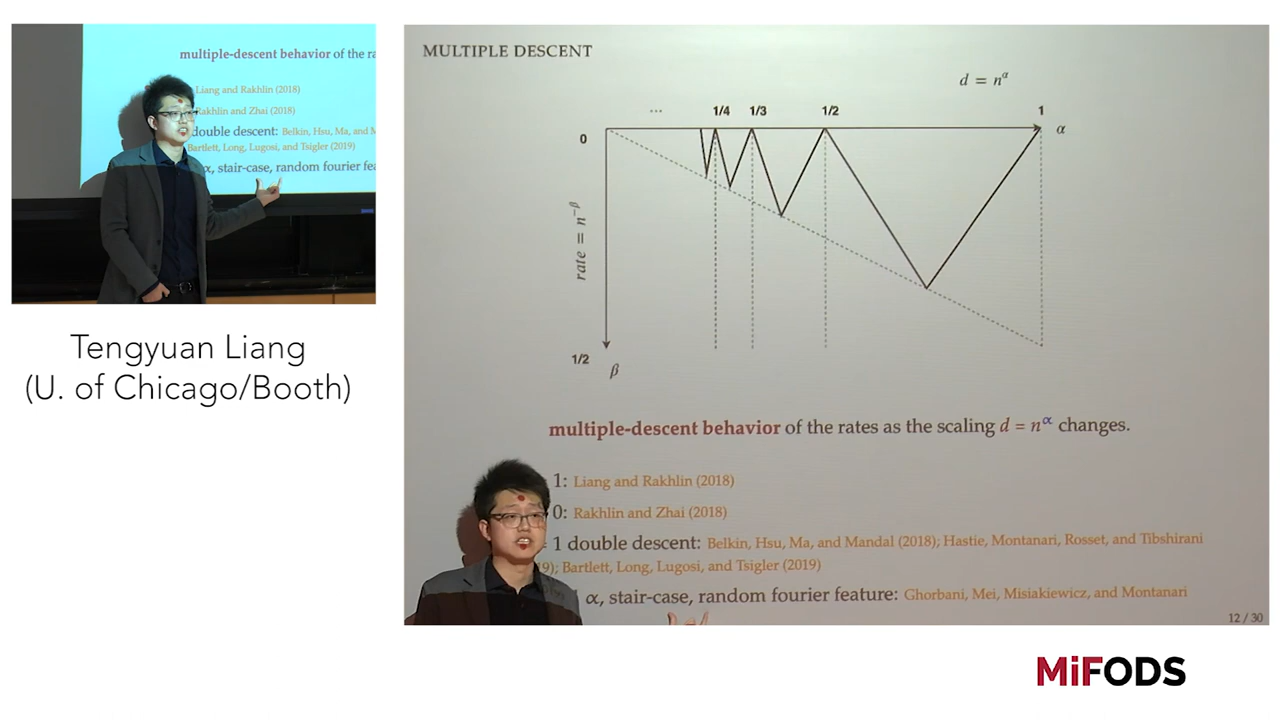 multiple-descent behavior of the ra
Liang and Rakhlin (2018)
Rakhlin and Zhai (2018)
double descent: Belkin, Hsu, Ma, and M
Bartlett, Long, Lugosi, and Tsigler (2019)
α, stair-case, random fourier fea
Tengyuan Liang
(U. of Chicago/Booth)
MULTIPLE DESCENT
d = n^α
... 1/4 1/3 1/2 1
0 α
rate = n^-β
1/2
β
multiple-descent behavior of the rates as the scaling d = n^α changes.
1: Liang and Rakhlin (2018)
0: Rakhlin and Zhai (2018)
1 double descent: Belkin, Hsu, Ma, and Mandal (2018); Hastie, Montanari, Rosset, and Tibshirani
9); Bartlett, Long, Lugosi, and Tsigler (2019)
α, stair-case, random fourier feature: Ghorbani, Mei, Misiakiewicz, and Montanari
12 / 30
MiFODS